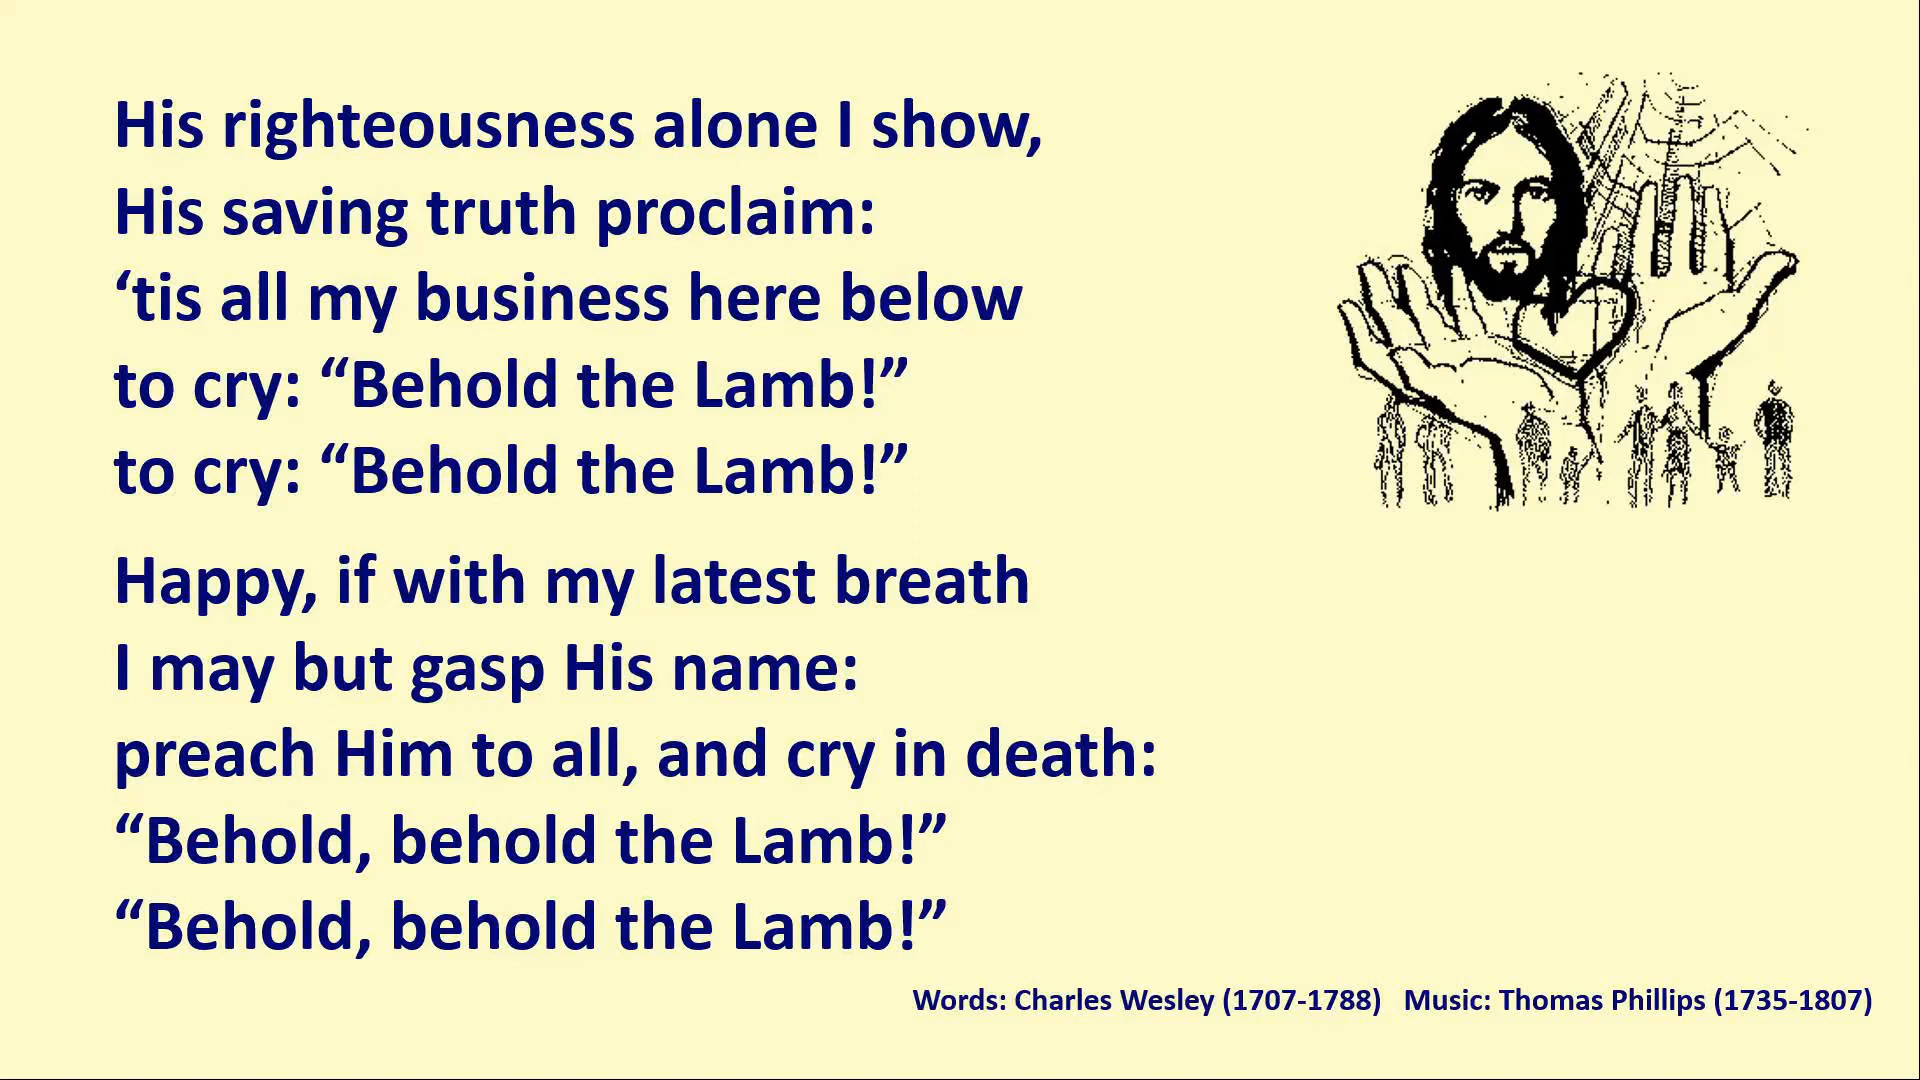 His righteousness alone I show,
His saving truth proclaim:
‘tis all my business here below
to cry: “Behold the Lamb!”
to cry: “Behold the Lamb!”
Happy, if with my latest breath
I may but gasp His name:
preach Him to all, and cry in death:
“Behold, behold the Lamb!”
“Behold, behold the Lamb!”
Words: Charles Wesley (1707-1788)   Music: Thomas Phillips (1735-1807)